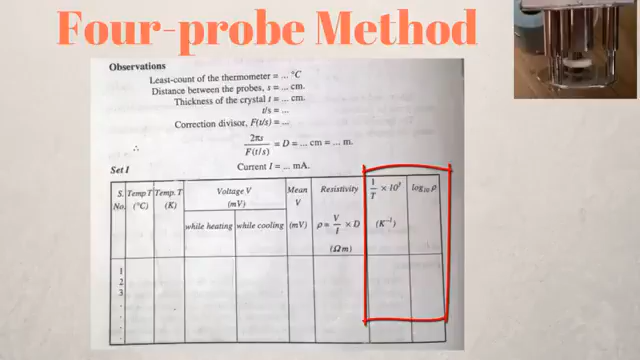 Four-probe Method
Observations
Least-count of the thermometer = ... °C
Distance between the probes, s = ... cm.
Thickness of the crystal t = ... cm.
t/s = ...
Correction divisor, F(t/s) = ...
∴ 2πs / F(t/s) = D = ... cm = ... m.
Current I = ... mA.
Set I
S. No. Temp T (°C) Temp. T (K) Voltage V (mV) while heating while cooling Mean V (mV) Resistivity ρ = V/I × D (Ωm) 1/T × 10³ (K⁻¹) log₁₀ ρ
1
2
3
.
.
.